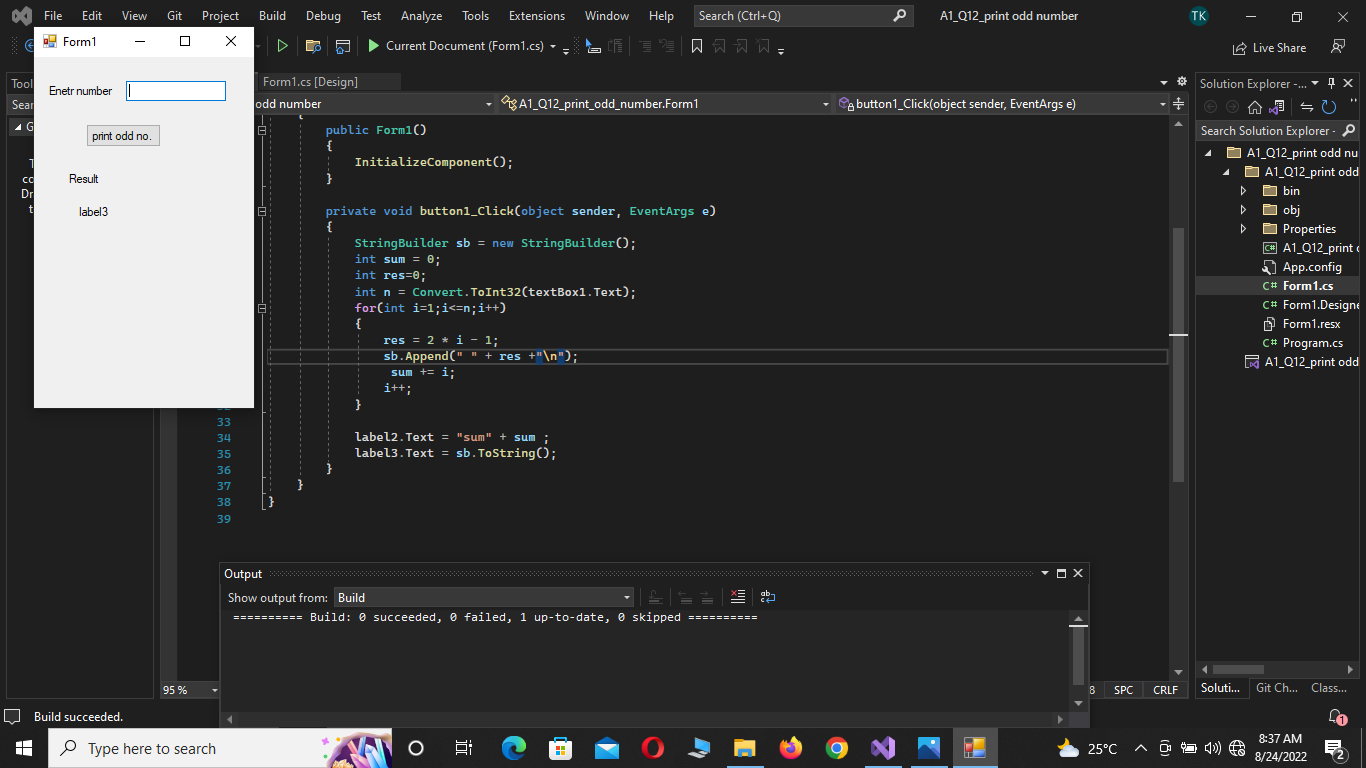 File Edit View Git Project Build Debug Test Analyze Tools Extensions Window Help Search (Ctrl+Q) A1_Q12_print odd number TK
Form1
Current Document (Form1.cs) Live Share
Enetr number
print odd no.
Result
label3
Form1.cs [Design]
odd number A1_Q12_print_odd_number.Form1 button1_Click(object sender, EventArgs e)
public Form1()
{
InitializeComponent();
}
private void button1_Click(object sender, EventArgs e)
{
StringBuilder sb = new StringBuilder();
int sum = 0;
int res=0;
int n = Convert.ToInt32(textBox1.Text);
for(int i=1;i<=n;i++)
{
res = 2 * i - 1;
sb.Append(" " + res +"\n");
sum += i;
i++;
}
33
34 label2.Text = "sum" + sum ;
35 label3.Text = sb.ToString();
36 }
37 }
38 }
39
Solution Explorer -...
Search Solution Explorer -
A1_Q12_print odd nu
A1_Q12_print odd
bin
obj
Properties
A1_Q12_print o
App.config
Form1.cs
Form1.Designe
Form1.resx
Program.cs
A1_Q12_print odd
Output
Show output from: Build
========== Build: 0 succeeded, 0 failed, 1 up-to-date, 0 skipped ==========
95 % SPC CRLF
Soluti... Git Ch... Class...
Build succeeded. 1
Type here to search 25°C 8:37 AM
8/24/2022 2